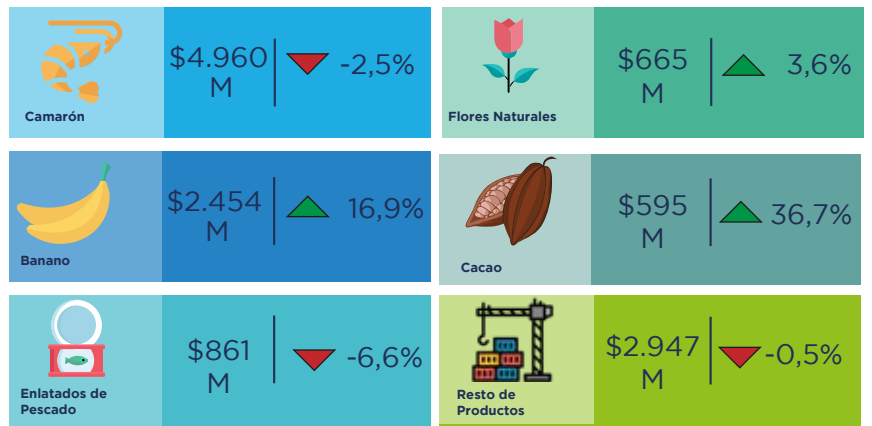 $4.960
M
-2,5%
Camarón
$665
M
3,6%
Flores Naturales
$2.454
M
16,9%
Banano
$595
M
36,7%
Cacao
$861
M
-6,6%
Enlatados de
Pescado
$2.947
M
-0,5%
Resto de
Productos